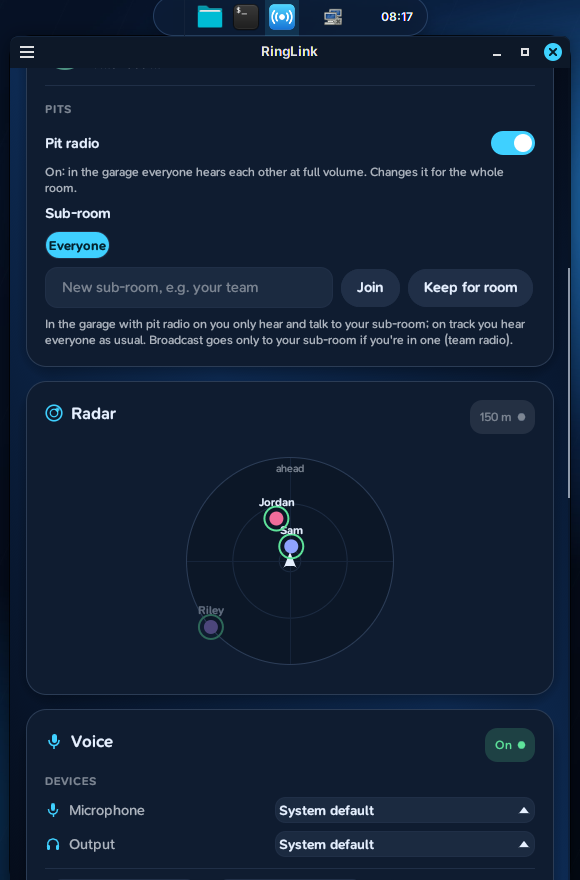 $_
08:17
RingLink
PITS
Pit radio
On: in the garage everyone hears each other at full volume. Changes it for the whole
room.
Sub-room
Everyone
New sub-room, e.g. your team
Join
Keep for room
In the garage with pit radio on you only hear and talk to your sub-room; on track you hear
everyone as usual. Broadcast goes only to your sub-room if you're in one (team radio).
Radar
150 m
ahead
Jordan
Sam
Riley
Voice
On
DEVICES
Microphone
System default
Output
System default